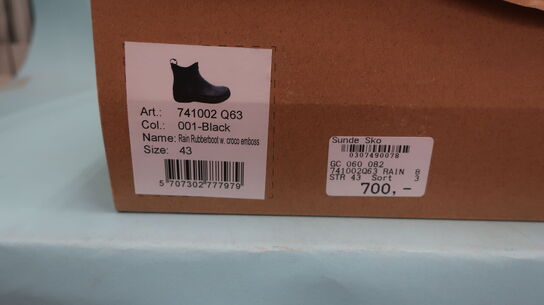 Art.: 741002 Q63
Col.: 001-Black
Name: Rain Rubberboot w. croco emboss
Size: 43
5 707302 777979
Sunde Sko
0307490078
GC 060 082
741002Q63 RAIN B
STR 43 Sort 3
700,-